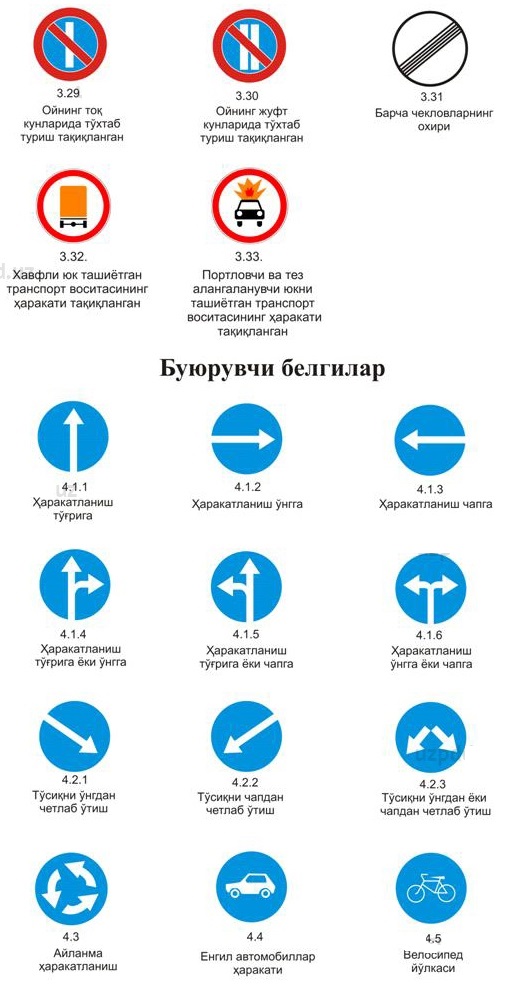 3.29
Ойнинг тоқ
кунларида тўхтаб
туриш тақиқланган
3.30
Ойнинг жуфт
кунларида тўхтаб
туриш тақиқланган
3.31
Барча чекловларнинг
охири
3.32.
Хавфли юк ташиётган
транспорт воситасининг
ҳаракати тақиқланган
3.33.
Портловчи ва тез
алангаланувчи юкни
ташиётган транспорт
воситасининг ҳаракати
тақиқланган
Буюрувчи белгилар
4.1.1
Ҳаракатланиш
тўғрига
4.1.2
Ҳаракатланиш ўнгга
4.1.3
Ҳаракатланиш чапга
4.1.4
Ҳаракатланиш
тўғрига ёки ўнгга
4.1.5
Ҳаракатланиш
тўғрига ёки чапга
4.1.6
Ҳаракатланиш
ўнгга ёки чапга
4.2.1
Тўсиқни ўнгдан
четлаб ўтиш
4.2.2
Тўсиқни чапдан
четлаб ўтиш
4.2.3
Тўсиқни ўнгдан ёки
чапдан четлаб ўтиш
4.3
Айланма
ҳаракатланиш
4.4
Енгил автомобиллар
ҳаракати
4.5
Велосипед
йўлкаси